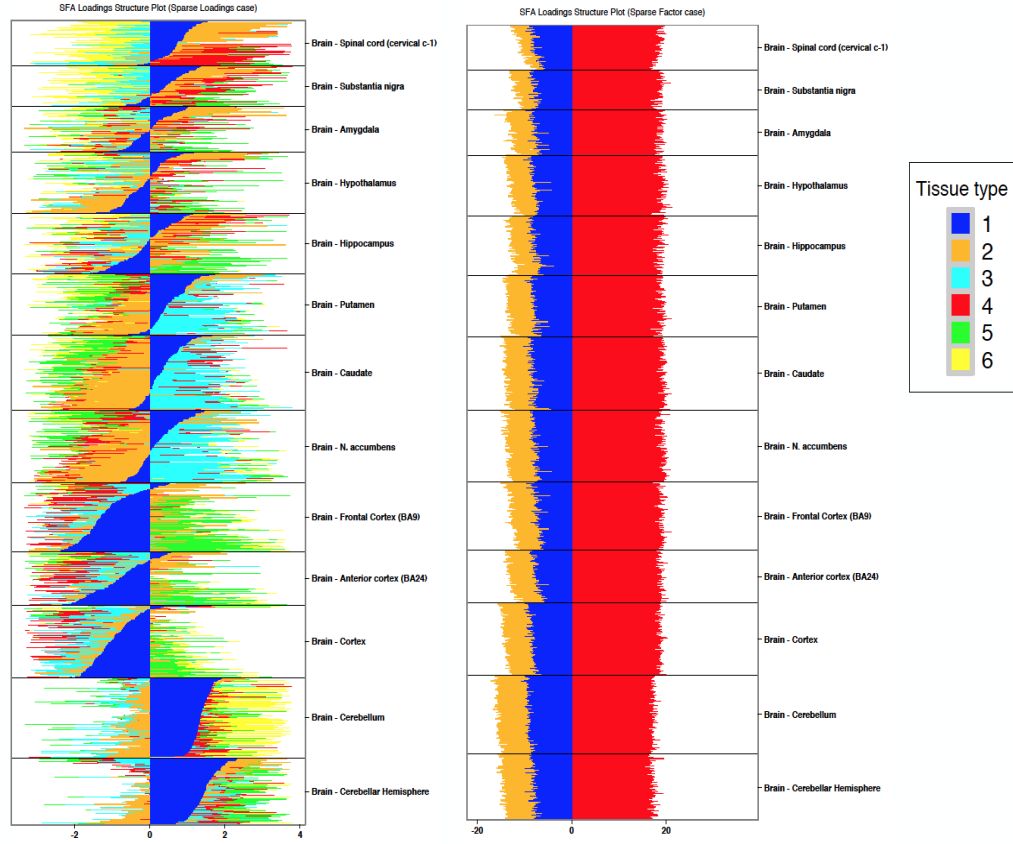 SFA Loadings Structure Plot (Sparse Loadings case)
Brain - Spinal cord (cervical c-1)
Brain - Substantia nigra
Brain - Amygdala
Brain - Hypothalamus
Brain - Hippocampus
Brain - Putamen
Brain - Caudate
Brain - N. accumbens
Brain - Frontal Cortex (BA9)
Brain - Anterior cortex (BA24)
Brain - Cortex
Brain - Cerebellum
Brain - Cerebellar Hemisphere
-2 0 2 4
SFA Loadings Structure Plot (Sparse Factor case)
Brain - Spinal cord (cervical c-1)
Brain - Substantia nigra
Brain - Amygdala
Brain - Hypothalamus
Brain - Hippocampus
Brain - Putamen
Brain - Caudate
Brain - N. accumbens
Brain - Frontal Cortex (BA9)
Brain - Anterior cortex (BA24)
Brain - Cortex
Brain - Cerebellum
Brain - Cerebellar Hemisphere
-20 0 20
Tissue type
1
2
3
4
5
6